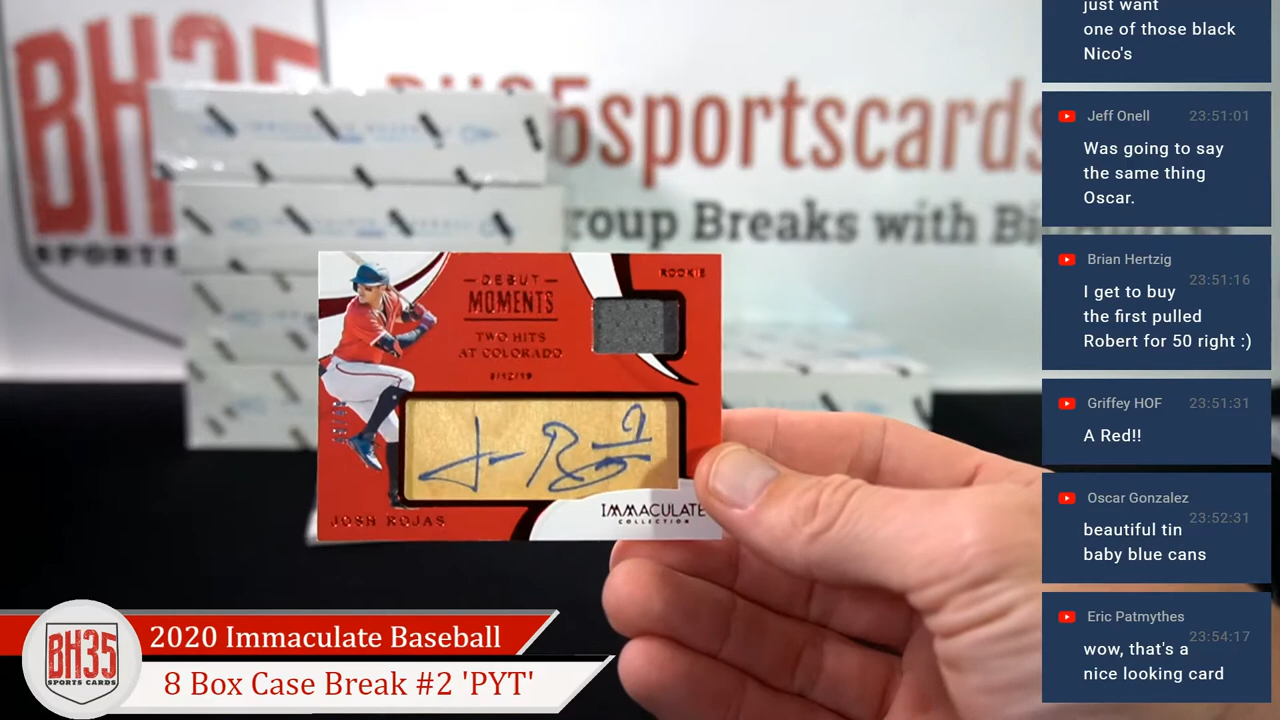 just want
one of those black
Nico's
Jeff Onell 23:51:01
Was going to say
the same thing
Oscar.
Brian Hertzig 23:51:16
I get to buy
the first pulled
Robert for 50 right :)
Griffey HOF 23:51:31
A Red!!
Oscar Gonzalez 23:52:31
beautiful tin
baby blue cans
Eric Patmythes 23:54:17
wow, that's a
nice looking card
BH35
SPORTS
BH35sportscards
roup Breaks with Bi
DEBUT
MOMENTS
TWO HITS
AT COLORADO
ROOKIE
JOSH ROJAS
IMMACULATE
COLLECTION
BH35
SPORTS CARDS
2020 Immaculate Baseball
8 Box Case Break #2 'PYT'